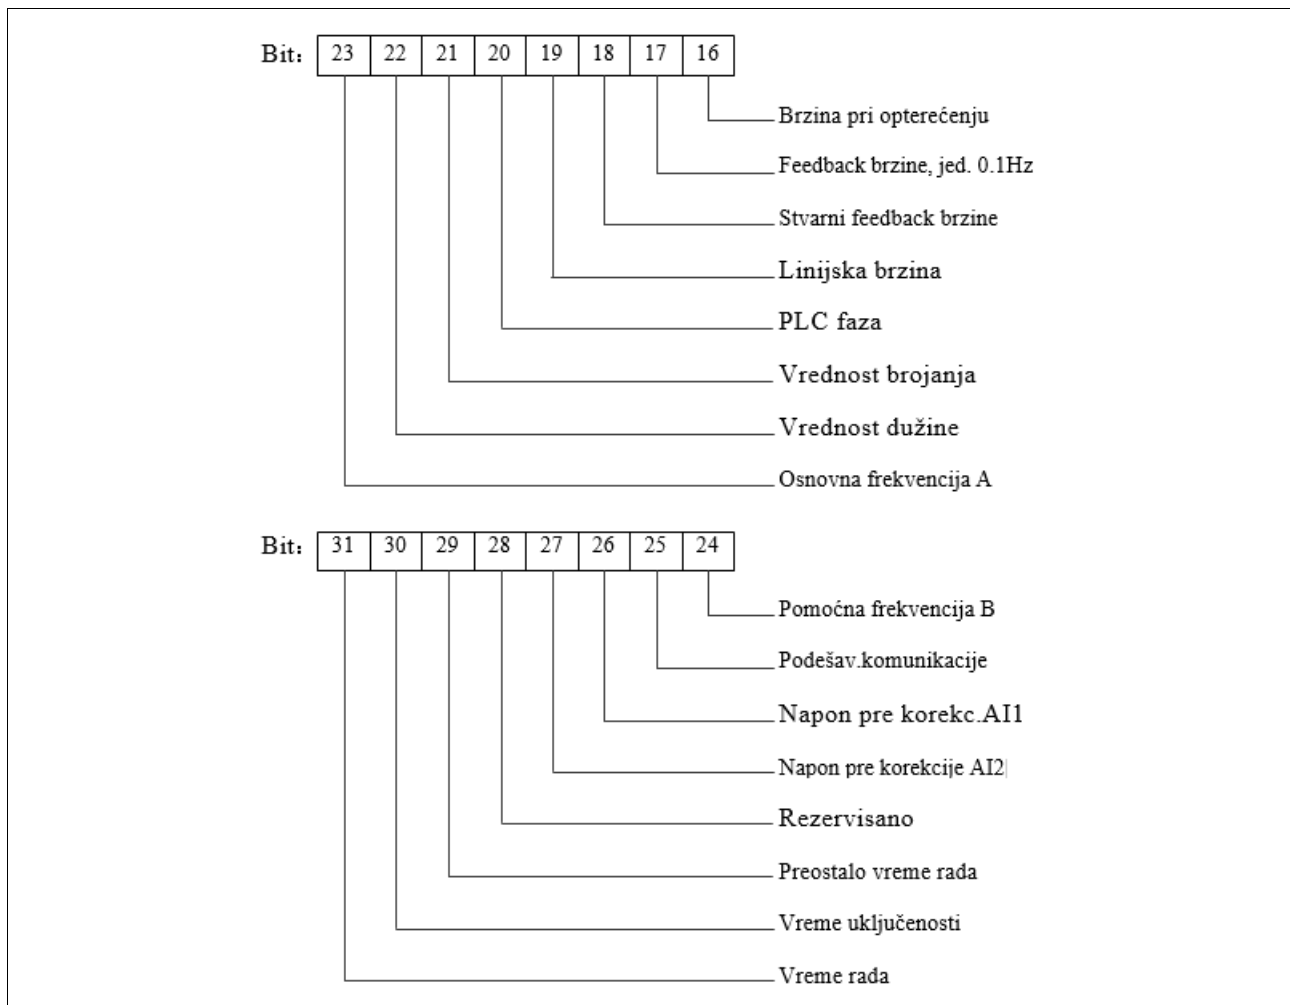 Bit: 23 22 21 20 19 18 17 16
Brzina pri opterećenju
Feedback brzine, jed. 0.1Hz
Stvarni feedback brzine
Linijska brzina
PLC faza
Vrednost brojanja
Vrednost dužine
Osnovna frekvencija A
Bit: 31 30 29 28 27 26 25 24
Pomoćna frekvencija B
Podešav.komunikacije
Napon pre korekc.AI1
Napon pre korekcije AI2
Rezervisano
Preostalo vreme rada
Vreme uključenosti
Vreme rada